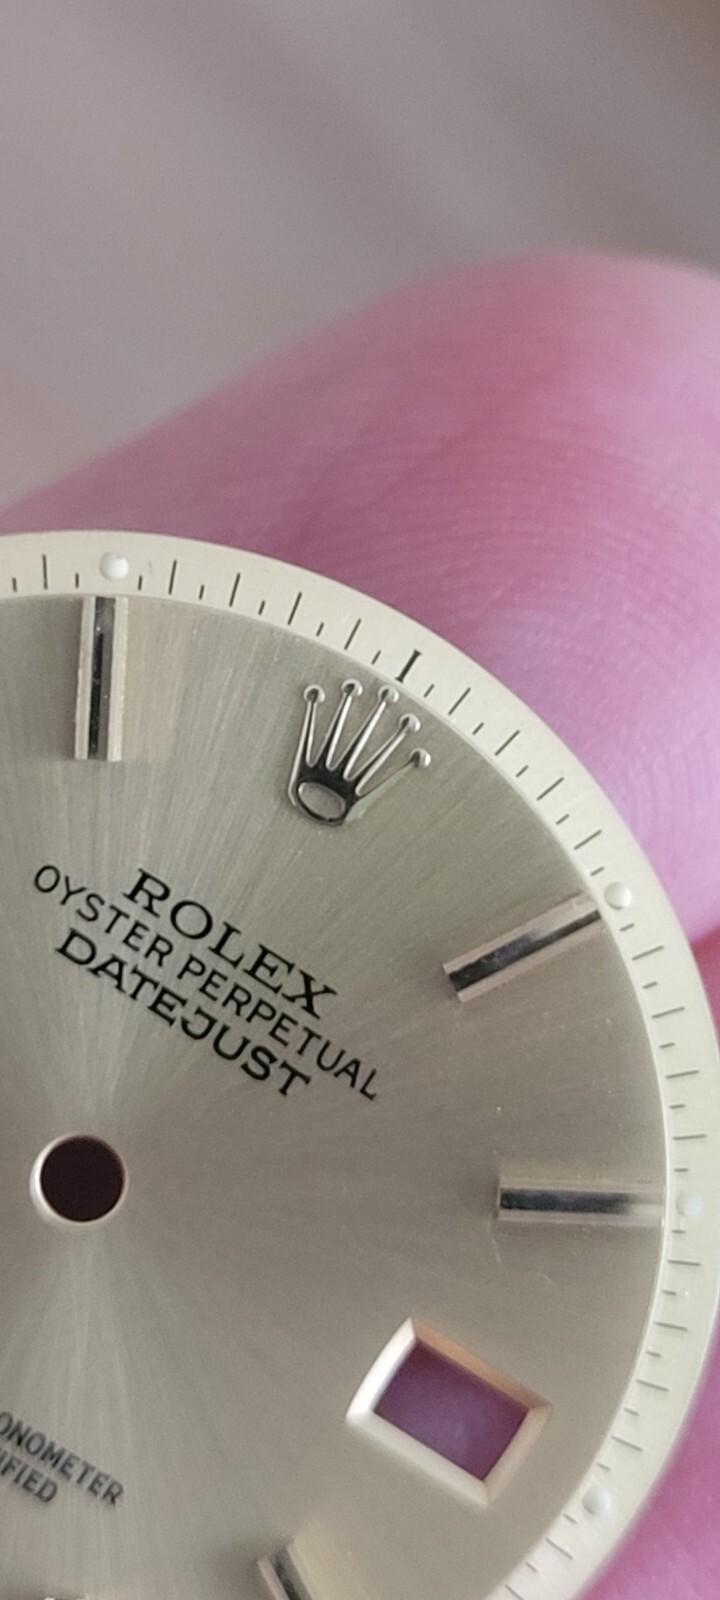 ROLEX
OYSTER PERPETUAL
DATEJUST
ONOMETER
IFIED